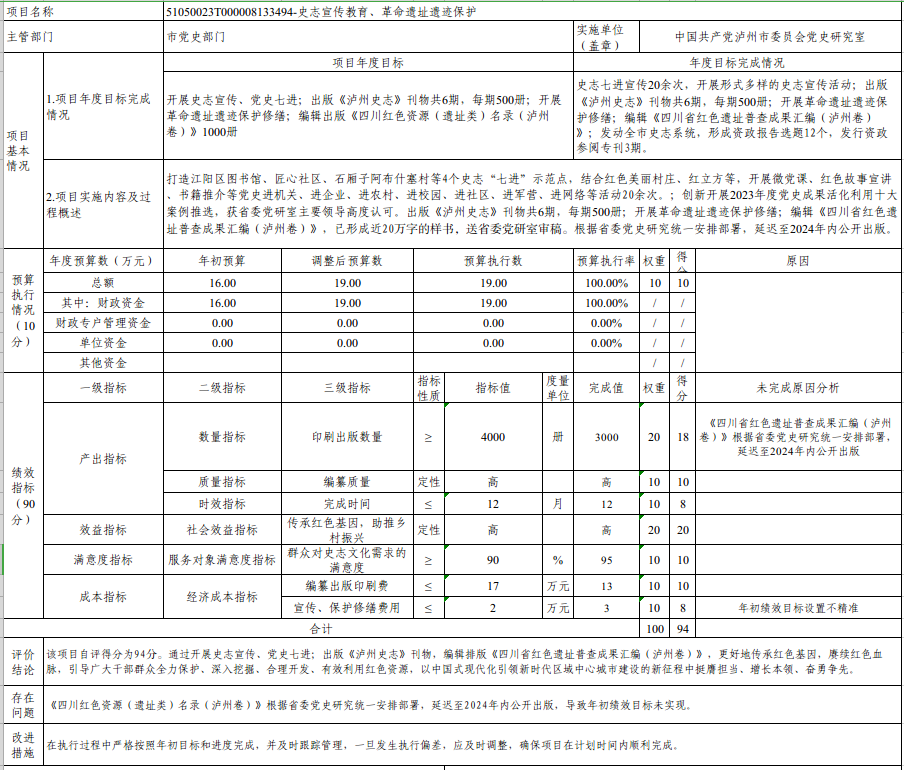 项目名称 51050023T000008133494-史志宣传教育、革命遗址遗迹保护
主管部门 市党史部门 实施单位（盖章） 中国共产党泸州市委员会党史研究室
项目基本情况
项目年度目标 年度目标完成情况
1.项目年度目标完成情况
开展史志宣传、党史七进；出版《泸州史志》刊物共6期，每期500册；开展
革命遗址遗迹保护修缮；编辑出版《四川红色资源（遗址类）名录（泸州
卷）》1000册
史志七进宣传20余次，开展形式多样的史志宣传活动；出版
《泸州史志》刊物共6期，每期500册；开展革命遗址遗迹保
护修缮；编辑《四川省红色遗址普查成果汇编（泸州卷）
》；发动全市史志系统，形成资政报告选题12个，发行资政
参阅专刊3期。
2.项目实施内容及过程概述
打造江阳区图书馆、匠心社区、石厢子阿布什塞村等4个史志“七进”示范点，结合红色美丽村庄、红立方等，开展微党课、红色故事宣讲
、书籍推介等党史进机关、进企业、进农村、进校园、进社区、进军营、进网络等活动20余次。；创新开展2023年度党史成果活化利用十大
案例推选，获省委党研室主要领导高度认可。出版《泸州史志》刊物共6期，每期500册；开展革命遗址遗迹保护修缮；编辑《四川省红色遗
址普查成果汇编（泸州卷）》，已形成近20万字的样书，送省委党研室审稿。根据省委党史研究统一安排部署，延迟至2024年内公开出版。
预算执行情况（10分）
年度预算数（万元） 年初预算 调整后预算数 预算执行数 预算执行率 权重 得分 原因
总额 16.00 19.00 19.00 100.00% 10 10
其中：财政资金 16.00 19.00 19.00 100.00% / /
财政专户管理资金 0.00 0.00 0.00 0.00% / /
单位资金 0.00 0.00 0.00 0.00% / /
其他资金 / /
绩效指标（90分）
一级指标 二级指标 三级指标 指标性质 指标值 度量单位 完成值 权重 得分 未完成原因分析
产出指标 数量指标 印刷出版数量 ≥ 4000 册 3000 20 18 《四川省红色遗址普查成果汇编（泸州卷）》根据省委党史研究统一安排部署，延迟至2024年内公开出版
质量指标 编纂质量 定性 高 高 10 10
时效指标 完成时间 ≤ 12 月 12 10 8
效益指标 社会效益指标 传承红色基因，助推乡村振兴 定性 高 高 20 20
满意度指标 服务对象满意度指标 群众对史志文化需求的满意度 ≥ 90 % 95 10 10
成本指标 经济成本指标 编纂出版印刷费 ≤ 17 万元 13 10 10
宣传、保护修缮费用 ≤ 2 万元 3 10 8 年初绩效目标设置不精准
合计 100 94
评价结论
该项目自评得分为94分。通过开展史志宣传、党史七进；出版《泸州史志》刊物，编辑排版《四川省红色遗址普查成果汇编（泸州卷）》，更好地传承红色基因，赓续红色血
脉，引导广大干部群众全力保护、深入挖掘、合理开发、有效利用红色资源，以中国式现代化引领新时代区域中心城市建设的新征程中挺膺担当、增长本领、奋勇争先。
存在问题
《四川红色资源（遗址类）名录（泸州卷）》根据省委党史研究统一安排部署，延迟至2024年内公开出版，导致年初绩效目标未实现。
改进措施
在执行过程中严格按照年初目标和进度完成，并及时跟踪管理，一旦发生执行偏差，应及时调整，确保项目在计划时间内顺利完成。